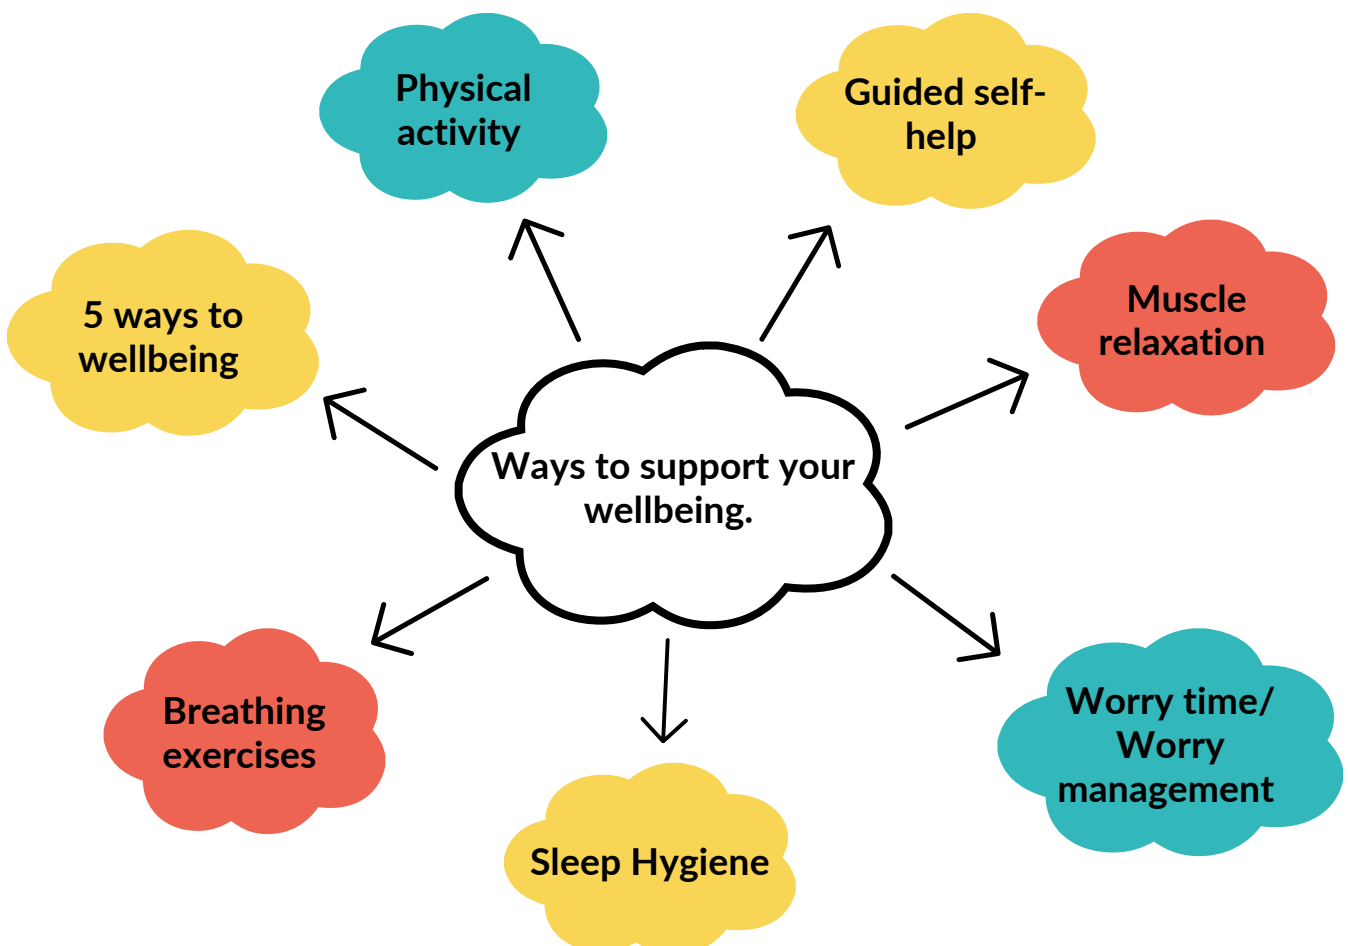 Physical
activity
Guided self-
help
5 ways to
wellbeing
Muscle
relaxation
Ways to support your
wellbeing.
Breathing
exercises
Worry time/
Worry
management
Sleep Hygiene